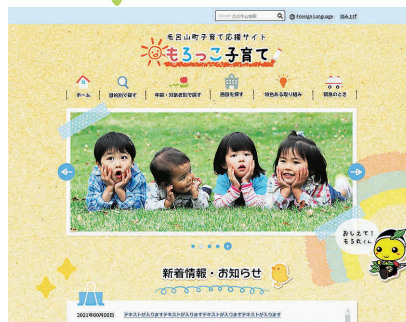 Foreign Language 読み上げ
毛呂山町子育て応援サイト
もろっこ子育て
ホーム 目的別で探す 年齢・対象者別で探す 施設を探す 特色ある取り組み 緊急のとき
おしえて！
もろ丸くん
新着情報・お知らせ
2021年00月00日 テキストが入りますテキストが入りますテキストが入りますテキストが入ります